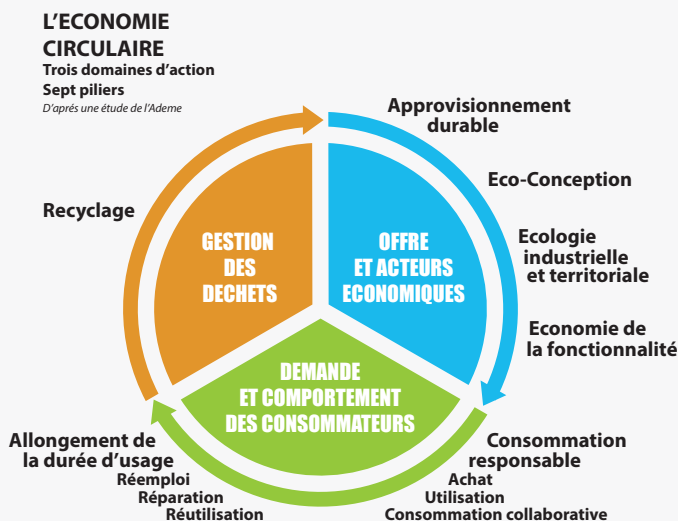 L'ECONOMIE
CIRCULAIRE
Trois domaines d'action
Sept piliers
D'aprés une étude de l'Ademe
Approvisionnement
durable
Eco-Conception
Ecologie
industrielle
et territoriale
Economie de
la fonctionnalité
OFFRE
ET ACTEURS
ECONOMIQUES
Consommation
responsable
Achat
Utilisation
Consommation collaborative
DEMANDE
ET COMPORTEMENT
DES CONSOMMATEURS
Allongement de
la durée d'usage
Réemploi
Réparation
Réutilisation
Recyclage
GESTION
DES
DECHETS